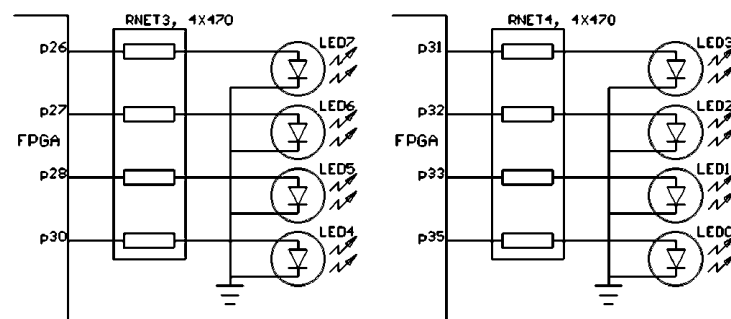 RNET3, 4X470
p26
LED7
p27
LED6
FPGA
p28
LED5
p30
LED4
RNET4, 4X470
p31
LED3
p32
LED2
FPGA
p33
LED1
p35
LED0